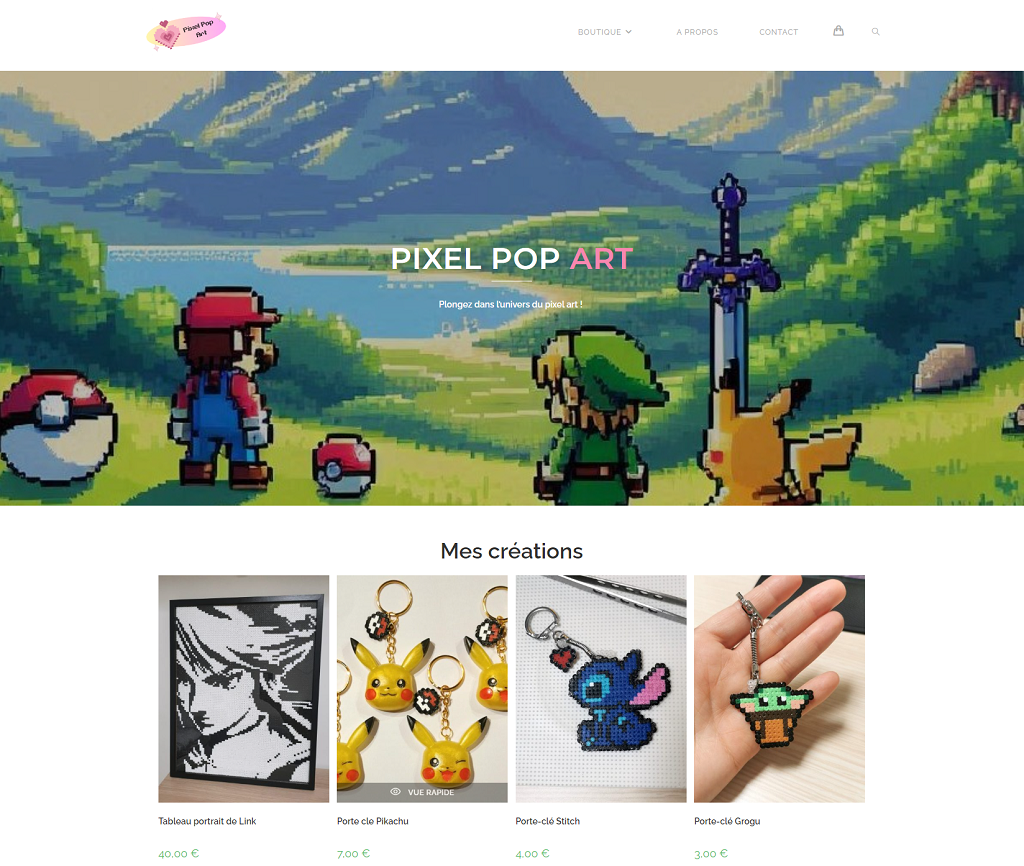 Pixel Pop
Art
BOUTIQUE
A PROPOS
CONTACT
PIXEL POP ART
Plongez dans l'univers du pixel art !
Mes créations
VUE RAPIDE
Tableau portrait de Link
Porte cle Pikachu
Porte-clé Stitch
Porte-clé Grogu
40.00 €
7.00 €
4.00 €
3.00 €